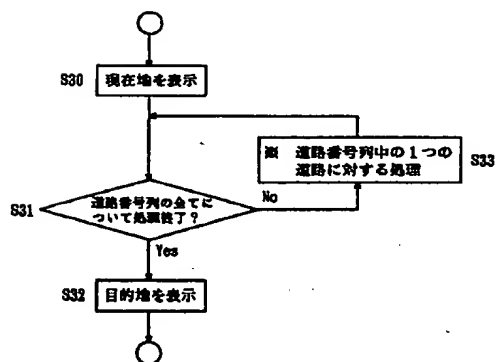 S30 現在地を表示
※ 道路番号列中の1つの
道路に対する処理 S33
No
S31 道路番号列の全てに
ついて処理終了?
Yes
S32 目的地を表示